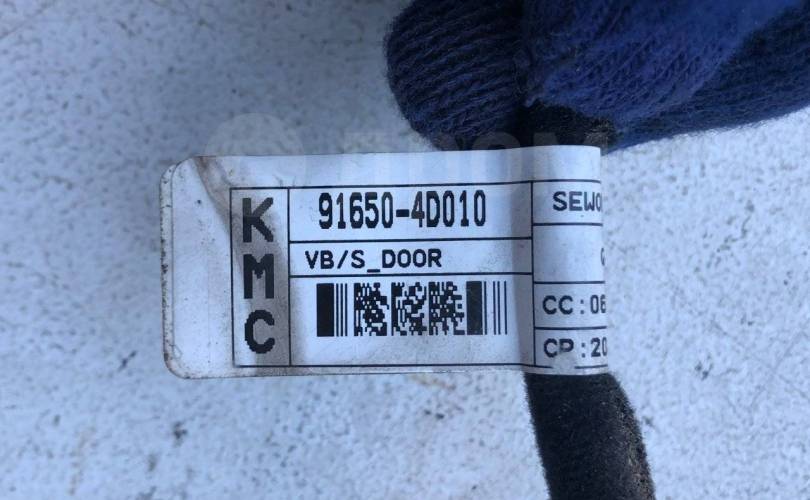 KMC
91650-4D010
VB/S_DOOR
SEWO
CC:06
CP:20